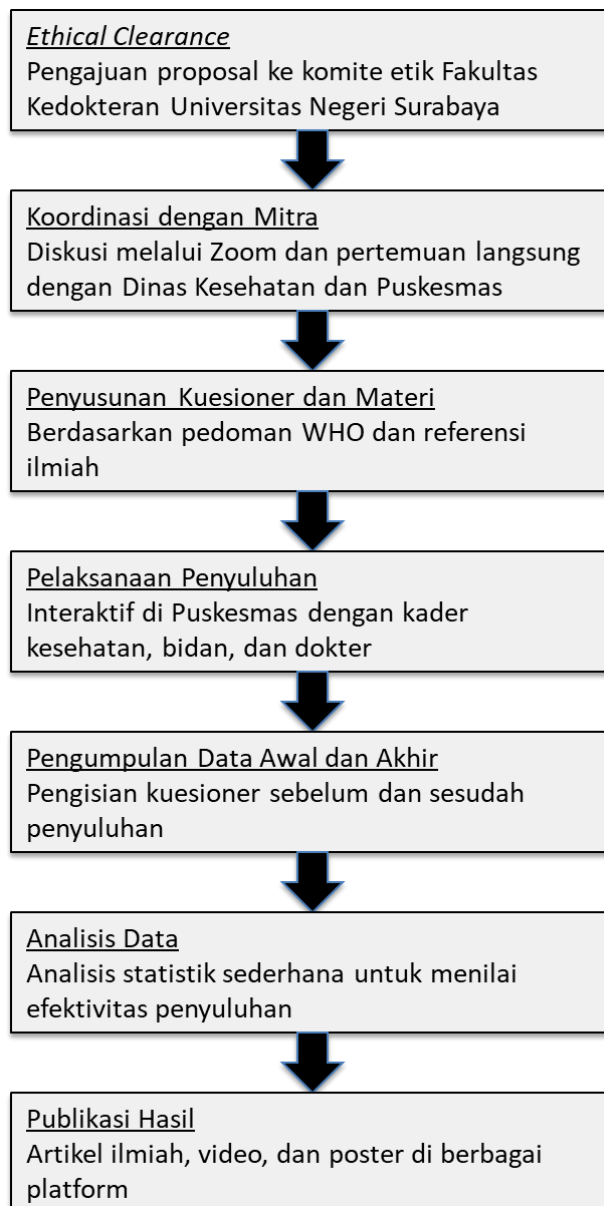 Ethical Clearance
Pengajuan proposal ke komite etik Fakultas
Kedokteran Universitas Negeri Surabaya
Koordinasi dengan Mitra
Diskusi melalui Zoom dan pertemuan langsung
dengan Dinas Kesehatan dan Puskesmas
Penyusunan Kuesioner dan Materi
Berdasarkan pedoman WHO dan referensi
ilmiah
Pelaksanaan Penyuluhan
Interaktif di Puskesmas dengan kader
kesehatan, bidan, dan dokter
Pengumpulan Data Awal dan Akhir
Pengisian kuesioner sebelum dan sesudah
penyuluhan
Analisis Data
Analisis statistik sederhana untuk menilai
efektivitas penyuluhan
Publikasi Hasil
Artikel ilmiah, video, dan poster di berbagai
platform